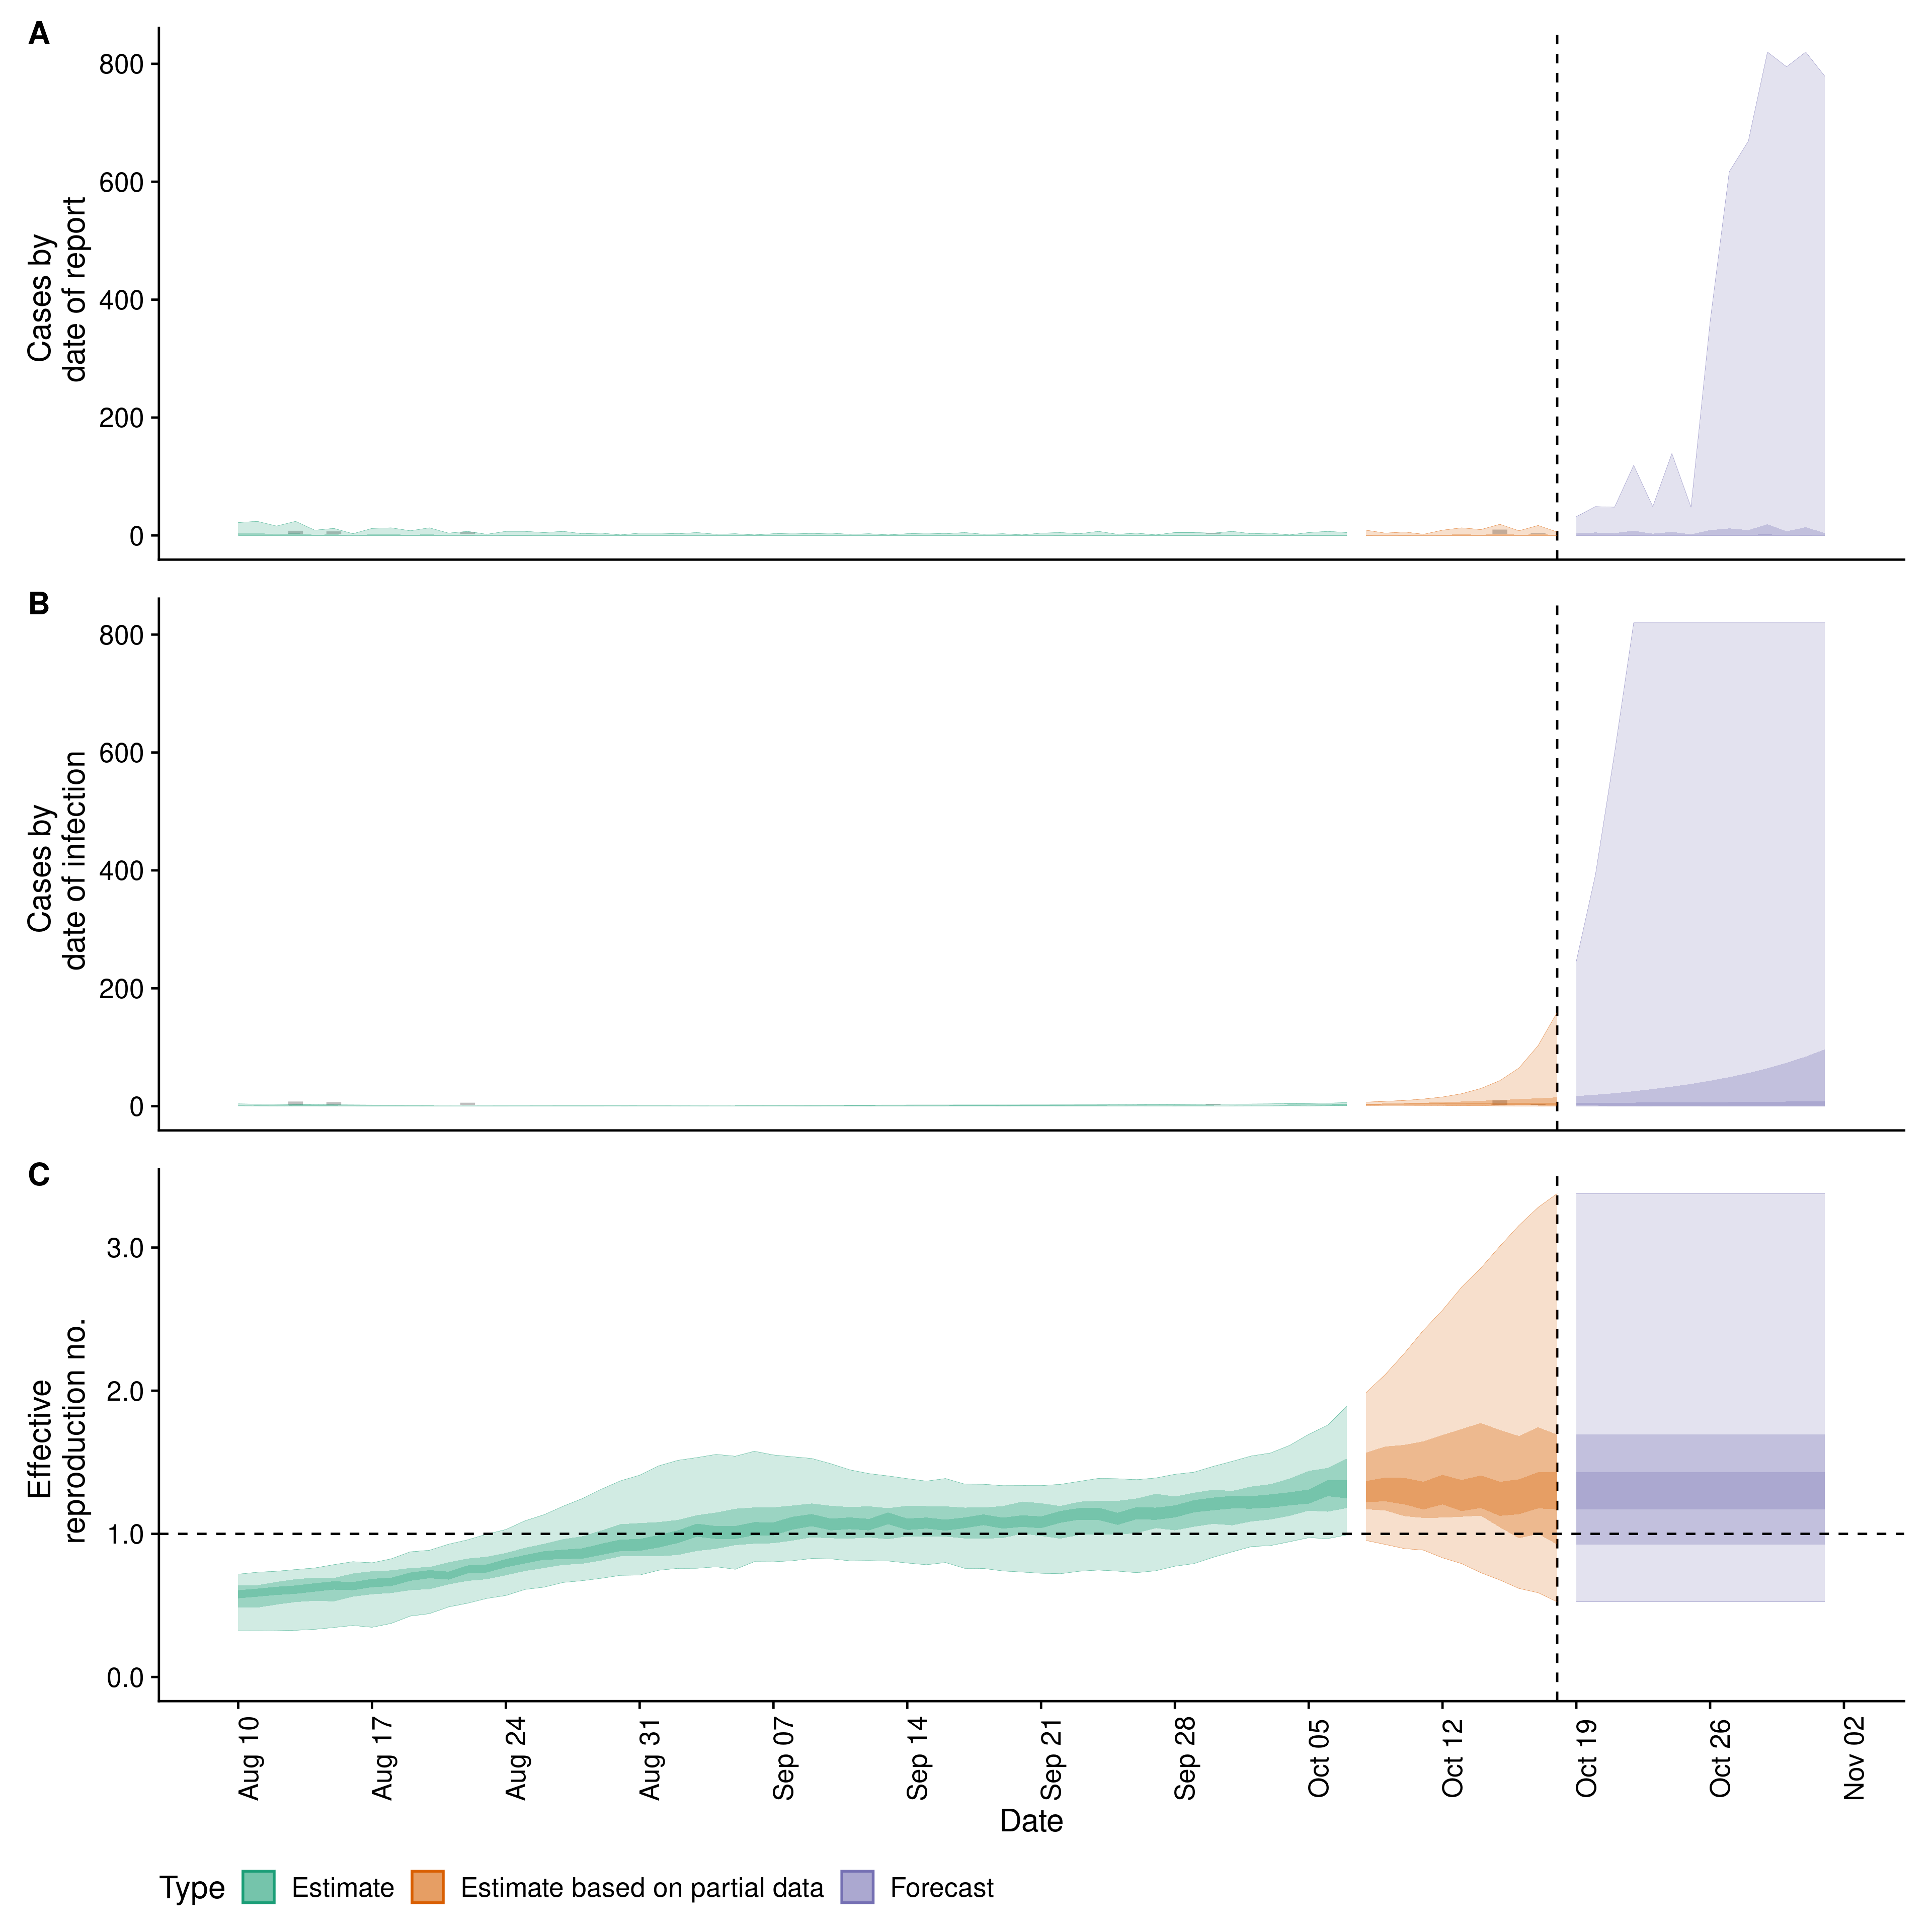 A
800
600
400
200
0
Cases by
date of report
B
800
600
400
200
0
Cases by
date of infection
C
3.0
2.0
1.0
0.0
Effective
reproduction no.
Aug 10
Aug 17
Aug 24
Aug 31
Sep 07
Sep 14
Sep 21
Sep 28
Oct 05
Oct 12
Oct 19
Oct 26
Nov 02
Date
Type Estimate Estimate based on partial data Forecast